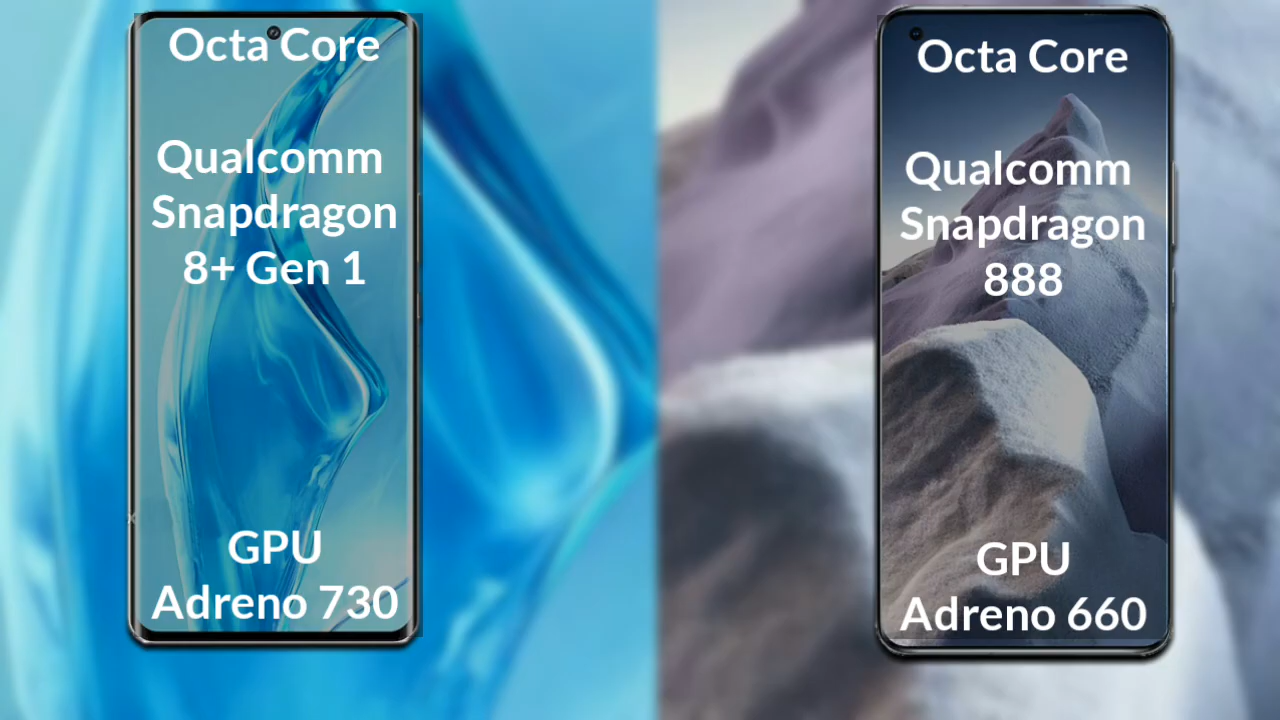 Octa Core
Qualcomm
Snapdragon
8+ Gen 1
GPU
Adreno 730
Octa Core
Qualcomm
Snapdragon
888
GPU
Adreno 660